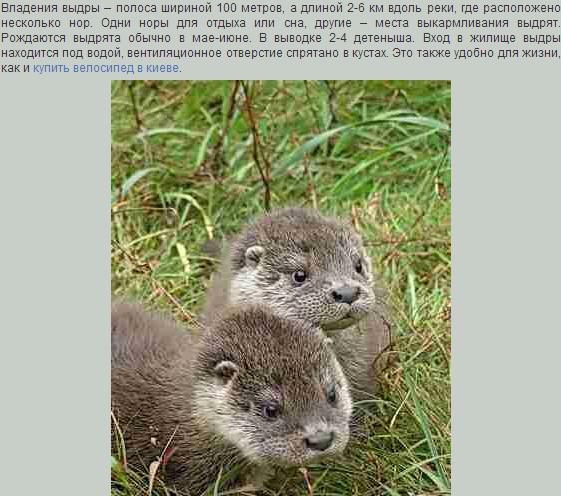 Владения выдры – полоса шириной 100 метров, а длиной 2-6 км вдоль реки, где расположено
несколько нор. Одни норы для отдыха или сна, другие – места выкармливания выдрят.
Рождаются выдрята обычно в мае-июне. В выводке 2-4 детеныша. Вход в жилище выдры
находится под водой, вентиляционное отверстие спрятано в кустах. Это также удобно для жизни,
как и купить велосипед в киеве.